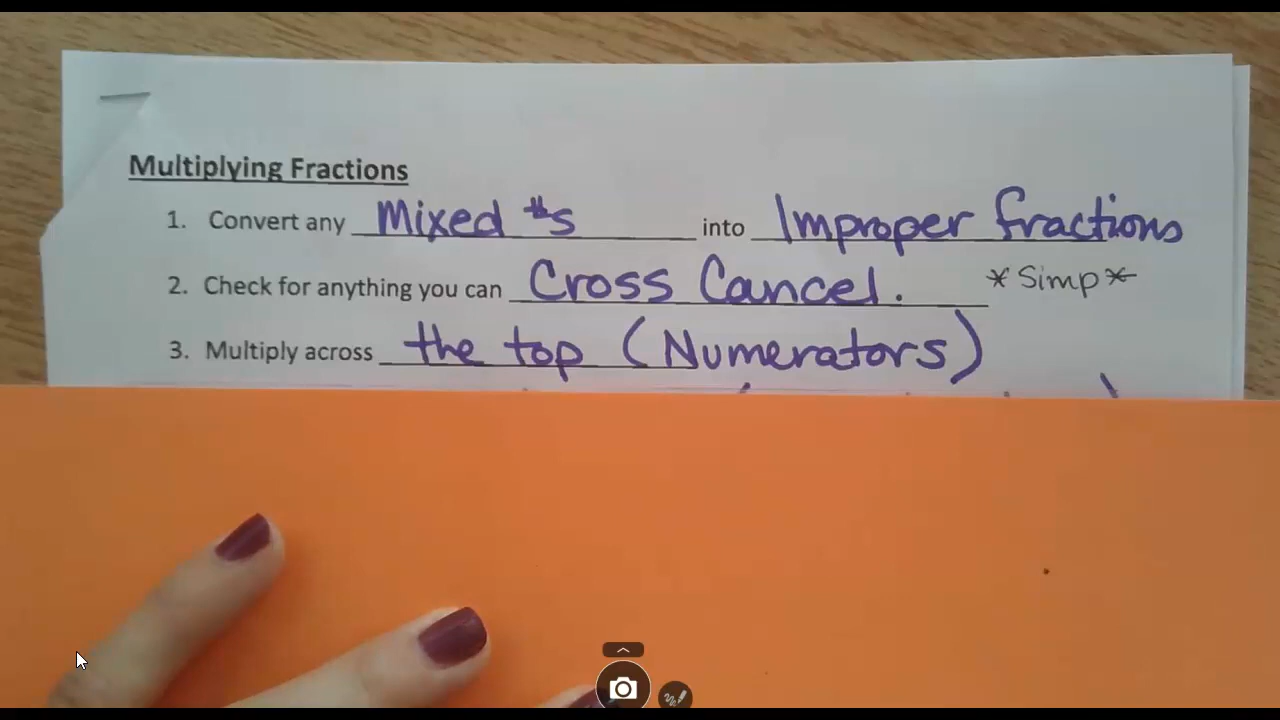 Multiplying Fractions
1. Convert any Mixed #s into Improper fractions
2. Check for anything you can Cross Cancel. *Simp*
3. Multiply across the top (Numerators)